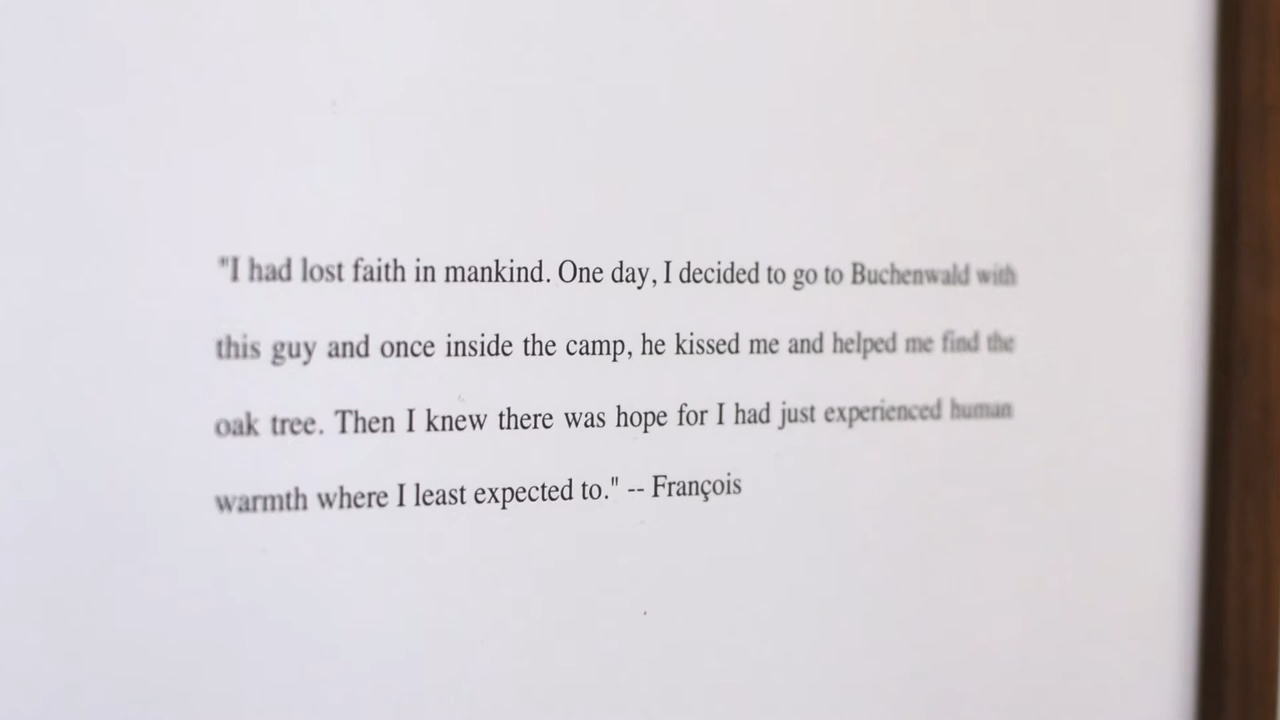 "I had lost faith in mankind. One day, I decided to go to Buchenwald with
this guy and once inside the camp, he kissed me and helped me find the
oak tree. Then I knew there was hope for I had just experienced human
warmth where I least expected to." -- François